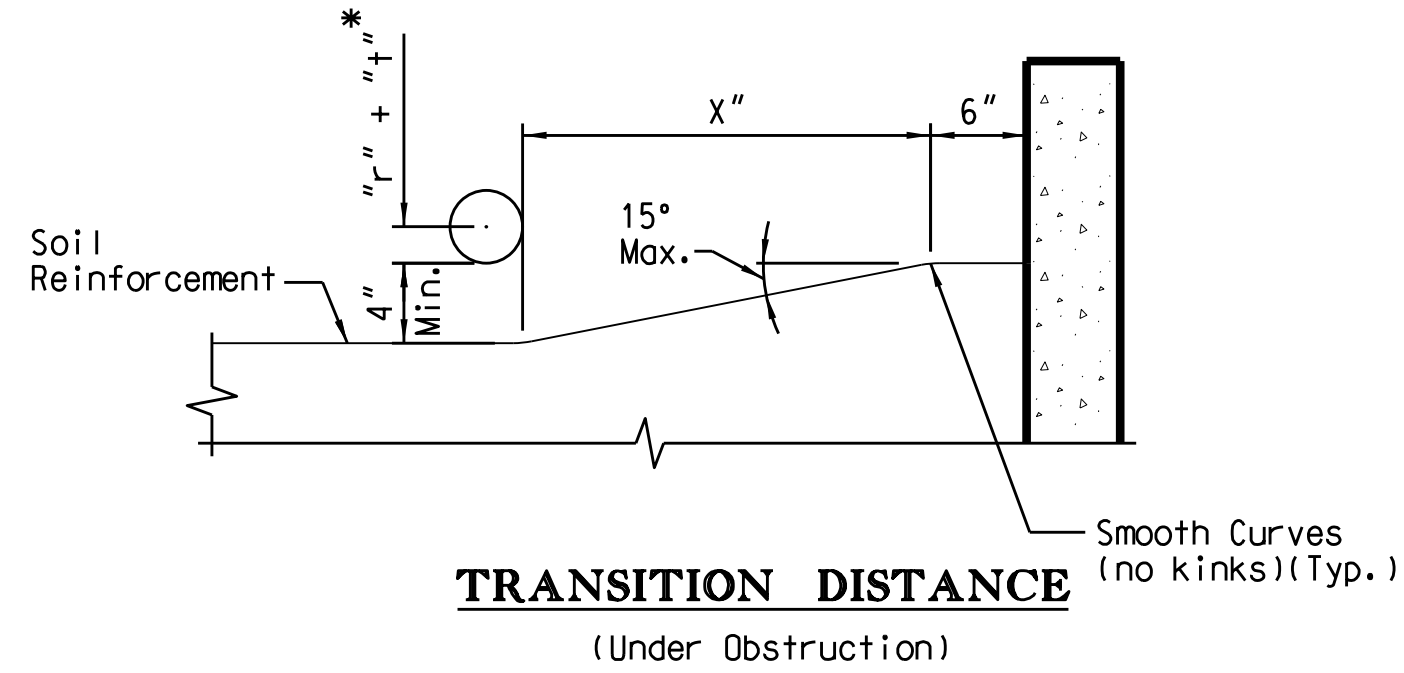 *
"r" + "t"
X"
6"
15°
Max.
Soil
Reinforcement
4"
Min.
Smooth Curves
(no kinks)(Typ.)
TRANSITION DISTANCE
(Under Obstruction)